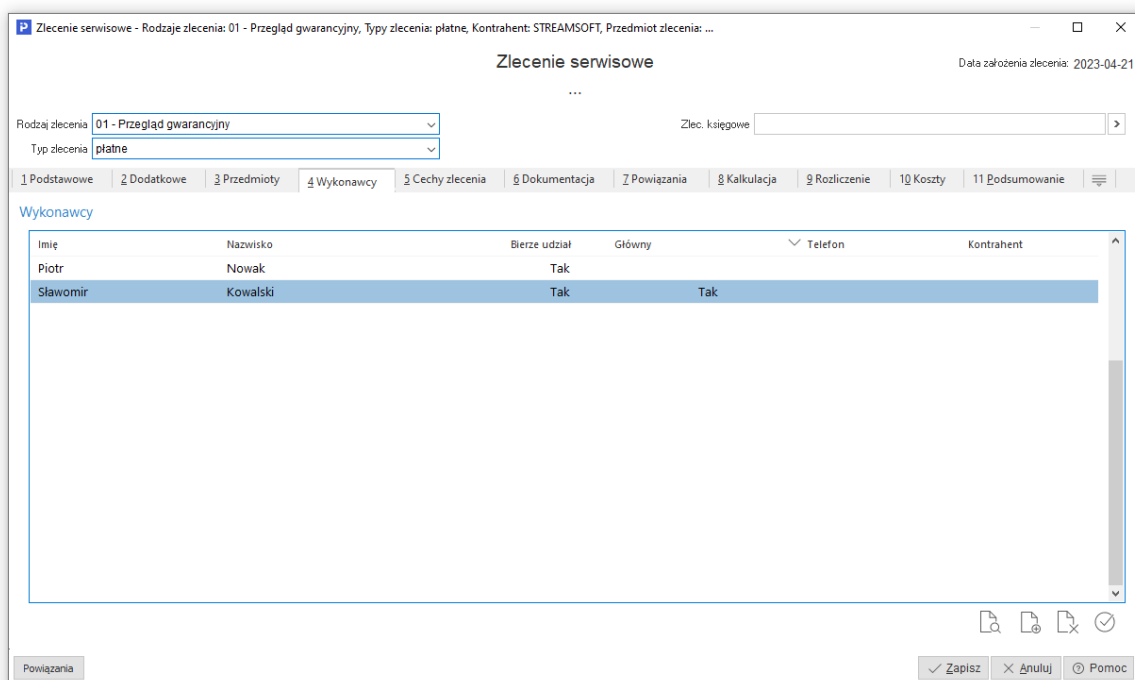 Zlecenie serwisowe - Rodzaje zlecenia: 01 - Przegląd gwarancyjny, Typy zlecenia: płatne, Kontrahent: STREAMSOFT, Przedmiot zlecenia: ...
Zlecenie serwisowe
Data założenia zlecenia: 2023-04-21
...
Rodzaj zlecenia 01 - Przegląd gwarancyjny Zlec. księgowe
Typ zlecenia płatne
1 Podstawowe 2 Dodatkowe 3 Przedmioty 4 Wykonawcy 5 Cechy zlecenia 6 Dokumentacja 7 Powiązania 8 Kalkulacja 9 Rozliczenie 10 Koszty 11 Podsumowanie
Wykonawcy
Imię Nazwisko Bierze udział Główny Telefon Kontrahent
Piotr Nowak Tak
Sławomir Kowalski Tak Tak
Powiązania Zapisz Anuluj Pomoc